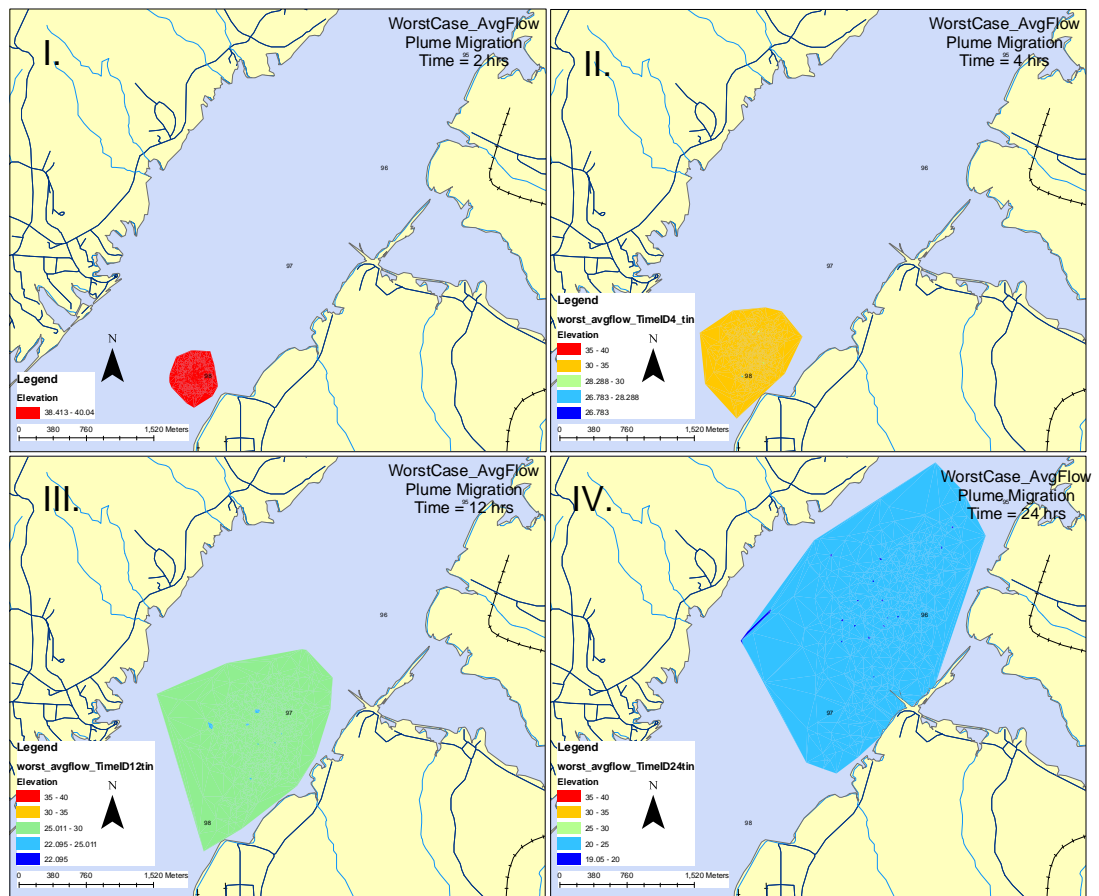 I.
WorstCase_AvgFlow
Plume Migration
95
Time = 2 hrs
96
97
98
N
Legend
Elevation
38.413 - 40.04
0 380 760 1,520 Meters
II.
WorstCase_AvgFlow
Plume Migration
95
Time = 4 hrs
96
97
98
Legend
worst_avgflow_TimeID4_tin
Elevation
35 - 40
30 - 35
28.288 - 30
26.783 - 28.288
26.783
N
0 380 760 1,520 Meters
III.
WorstCase_AvgFlow
Plume Migration
95
Time = 12 hrs
96
97
98
Legend
worst_avgflow_TimeID12tin
Elevation
35 - 40
30 - 35
25.011 - 30
22.095 - 25.011
22.095
N
0 380 760 1,520 Meters
IV.
WorstCase_AvgFlow
Plume Migration
95
Time = 24 hrs
96
97
98
Legend
worst_avgflow_TimeID24tin
Elevation
35 - 40
30 - 35
25 - 30
20 - 25
19.05 - 20
N
0 380 760 1,520 Meters